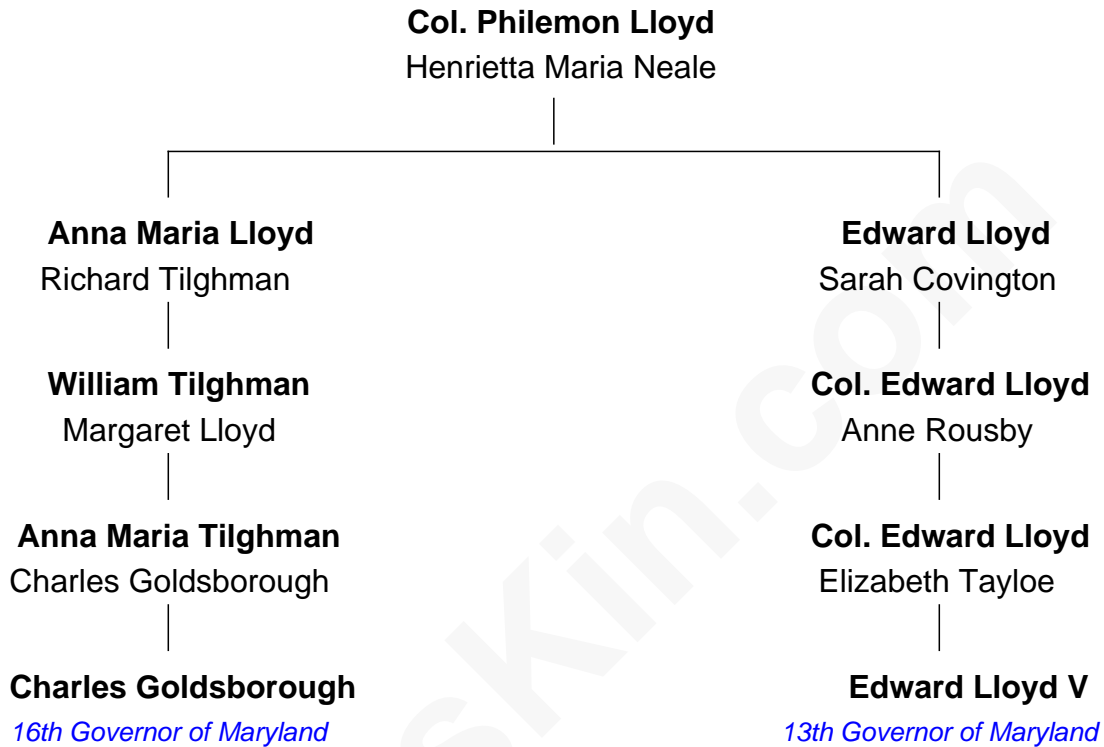 Col. Philemon Lloyd
Henrietta Maria Neale
Anna Maria Lloyd
Richard Tilghman
Edward Lloyd
Sarah Covington
William Tilghman
Margaret Lloyd
Col. Edward Lloyd
Anne Rousby
Anna Maria Tilghman
Charles Goldsborough
Col. Edward Lloyd
Elizabeth Tayloe
Charles Goldsborough
16th Governor of Maryland
Edward Lloyd V
13th Governor of Maryland
sKin.com